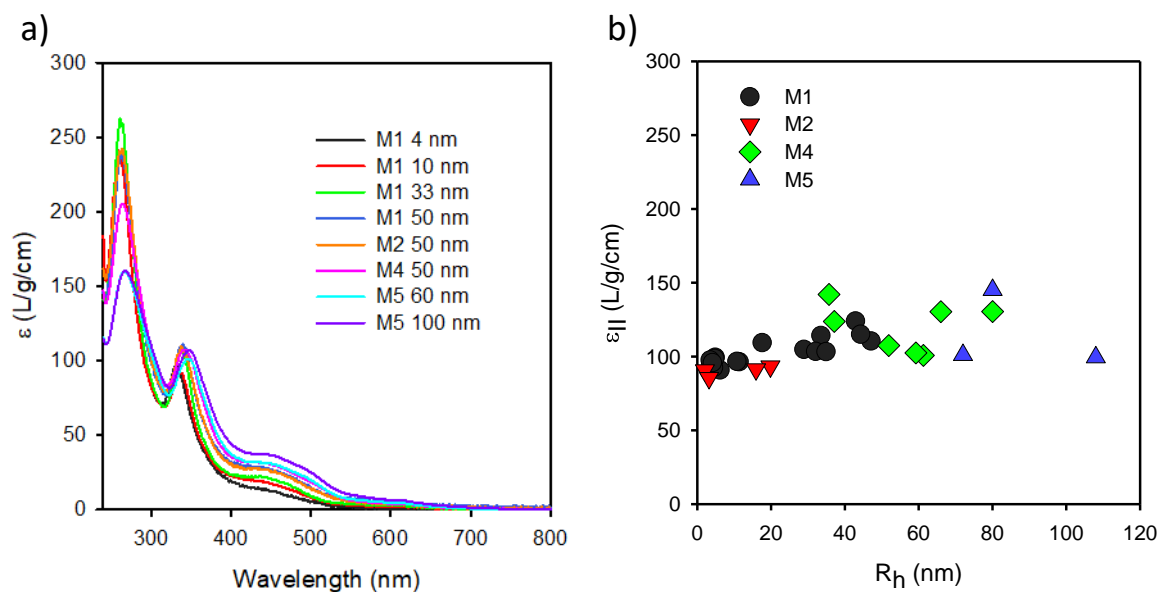 a)
300
250
200
150
100
50
0
ε (L/g/cm)
M1 4 nm
M1 10 nm
M1 33 nm
M1 50 nm
M2 50 nm
M4 50 nm
M5 60 nm
M5 100 nm
300 400 500 600 700 800
Wavelength (nm)
b)
300
250
200
150
100
50
0
εII (L/g/cm)
M1
M2
M4
M5
0 20 40 60 80 100 120
Rh (nm)